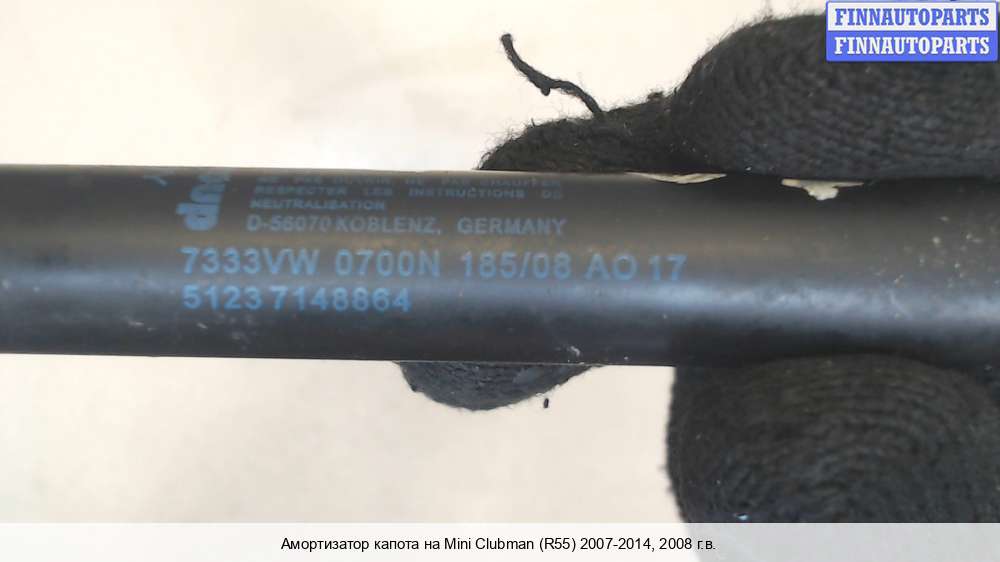 FINNAUTOPARTS
FINNAUTOPARTS
RESPECTER LES INSTRUCTIONS DE
NEUTRALISATION
D-56070 KOBLENZ, GERMANY
7333VW 0700N 185/08 AO 17
51237148864
Амортизатор капота на Mini Clubman (R55) 2007-2014, 2008 г.в.